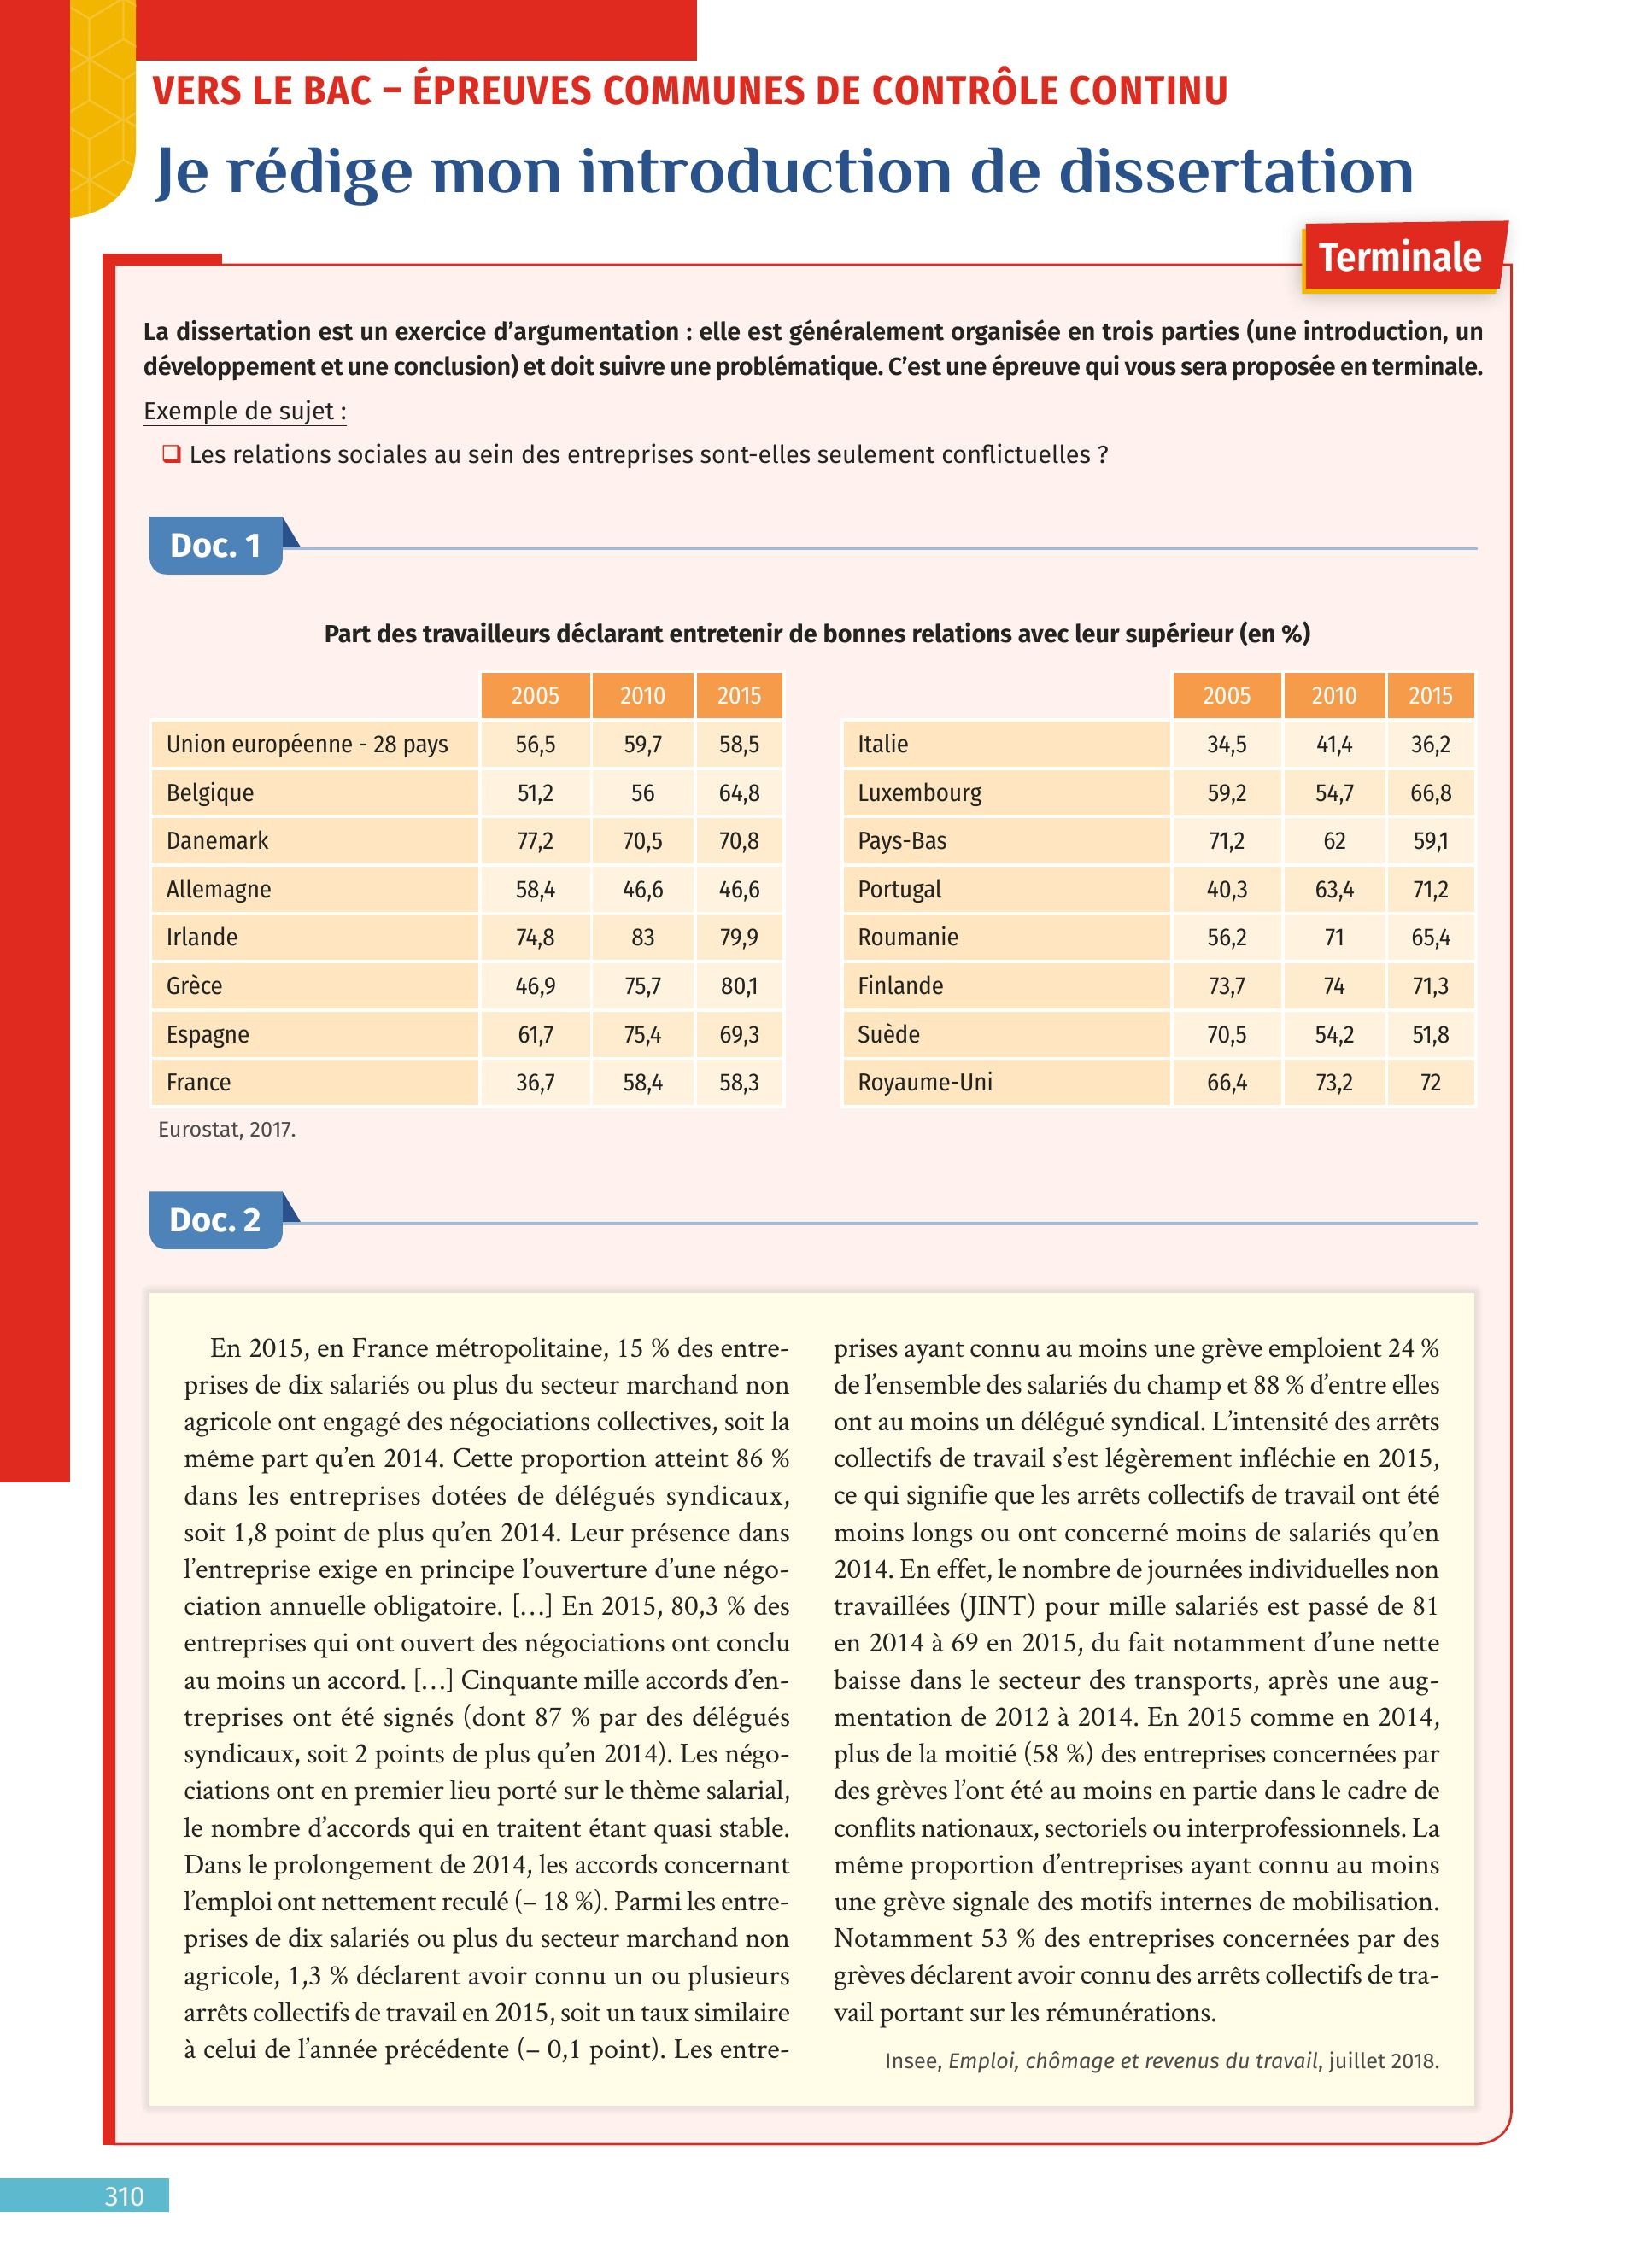 VERS LE BAC – ÉPREUVES COMMUNES DE CONTRÔLE CONTINU
Je rédige mon introduction de dissertation
Terminale
La dissertation est un exercice d’argumentation : elle est généralement organisée en trois parties (une introduction, un
développement et une conclusion) et doit suivre une problématique. C’est une épreuve qui vous sera proposée en terminale.
Exemple de sujet :
❑ Les relations sociales au sein des entreprises sont-elles seulement conflictuelles ?
Doc. 1
Part des travailleurs déclarant entretenir de bonnes relations avec leur supérieur (en %)
2005 2010 2015
Union européenne - 28 pays 56,5 59,7 58,5
Belgique 51,2 56 64,8
Danemark 77,2 70,5 70,8
Allemagne 58,4 46,6 46,6
Irlande 74,8 83 79,9
Grèce 46,9 75,7 80,1
Espagne 61,7 75,4 69,3
France 36,7 58,4 58,3
2005 2010 2015
Italie 34,5 41,4 36,2
Luxembourg 59,2 54,7 66,8
Pays-Bas 71,2 62 59,1
Portugal 40,3 63,4 71,2
Roumanie 56,2 71 65,4
Finlande 73,7 74 71,3
Suède 70,5 54,2 51,8
Royaume-Uni 66,4 73,2 72
Eurostat, 2017.
Doc. 2
En 2015, en France métropolitaine, 15 % des entre-
prises de dix salariés ou plus du secteur marchand non
agricole ont engagé des négociations collectives, soit la
même part qu’en 2014. Cette proportion atteint 86 %
dans les entreprises dotées de délégués syndicaux,
soit 1,8 point de plus qu’en 2014. Leur présence dans
l’entreprise exige en principe l’ouverture d’une négo-
ciation annuelle obligatoire. […] En 2015, 80,3 % des
entreprises qui ont ouvert des négociations ont conclu
au moins un accord. […] Cinquante mille accords d’en-
treprises ont été signés (dont 87 % par des délégués
syndicaux, soit 2 points de plus qu’en 2014). Les négo-
ciations ont en premier lieu porté sur le thème salarial,
le nombre d’accords qui en traitent étant quasi stable.
Dans le prolongement de 2014, les accords concernant
l’emploi ont nettement reculé (– 18 %). Parmi les entre-
prises de dix salariés ou plus du secteur marchand non
agricole, 1,3 % déclarent avoir connu un ou plusieurs
arrêts collectifs de travail en 2015, soit un taux similaire
à celui de l’année précédente (– 0,1 point). Les entre-
prises ayant connu au moins une grève emploient 24 %
de l’ensemble des salariés du champ et 88 % d’entre elles
ont au moins un délégué syndical. L’intensité des arrêts
collectifs de travail s’est légèrement infléchie en 2015,
ce qui signifie que les arrêts collectifs de travail ont été
moins longs ou ont concerné moins de salariés qu’en
2014. En effet, le nombre de journées individuelles non
travaillées (JINT) pour mille salariés est passé de 81
en 2014 à 69 en 2015, du fait notamment d’une nette
baisse dans le secteur des transports, après une aug-
mentation de 2012 à 2014. En 2015 comme en 2014,
plus de la moitié (58 %) des entreprises concernées par
des grèves l’ont été au moins en partie dans le cadre de
conflits nationaux, sectoriels ou interprofessionnels. La
même proportion d’entreprises ayant connu au moins
une grève signale des motifs internes de mobilisation.
Notamment 53 % des entreprises concernées par des
grèves déclarent avoir connu des arrêts collectifs de tra-
vail portant sur les rémunérations.
Insee, Emploi, chômage et revenus du travail, juillet 2018.
310